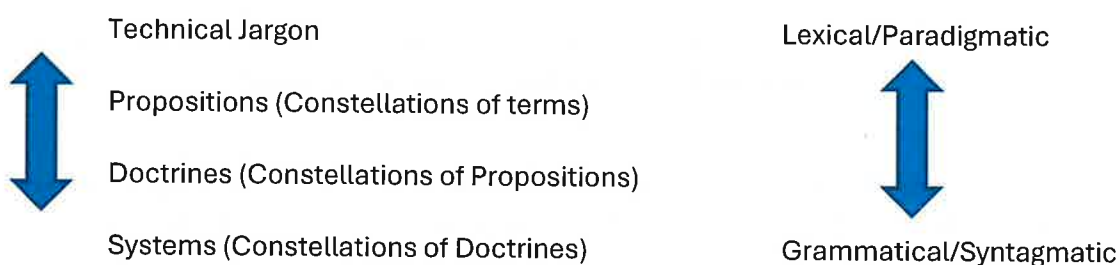 Technical Jargon
Lexical/Paradigmatic
Propositions (Constellations of terms)
Doctrines (Constellations of Propositions)
Systems (Constellations of Doctrines)
Grammatical/Syntagmatic